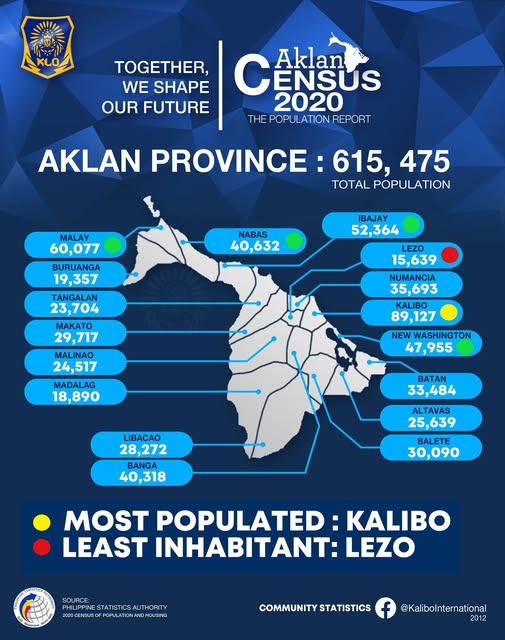 KLO
TOGETHER,
WE SHAPE
OUR FUTURE
Aklan
CENSUS
2020
THE POPULATION REPORT
AKLAN PROVINCE : 615, 475
TOTAL POPULATION
MALAY
60,077
NABAS
40,632
IBAJAY
52,364
BURUANGA
19,357
LEZO
15,639
TANGALAN
23,704
NUMANCIA
35,693
MAKATO
29,717
KALIBO
89,127
MALINAO
24,517
NEW WASHINGTON
47,955
MADALAG
18,890
BATAN
33,484
ALTAVAS
25,639
LIBACAO
28,272
BALETE
30,090
BANGA
40,318
MOST POPULATED : KALIBO
LEAST INHABITANT: LEZO
SOURCE:
PHILIPPINE STATISTICS AUTHORITY
2020 CENSUS OF POPULATION AND HOUSING
COMMUNITY STATISTICS
@KaliboInternational
2012